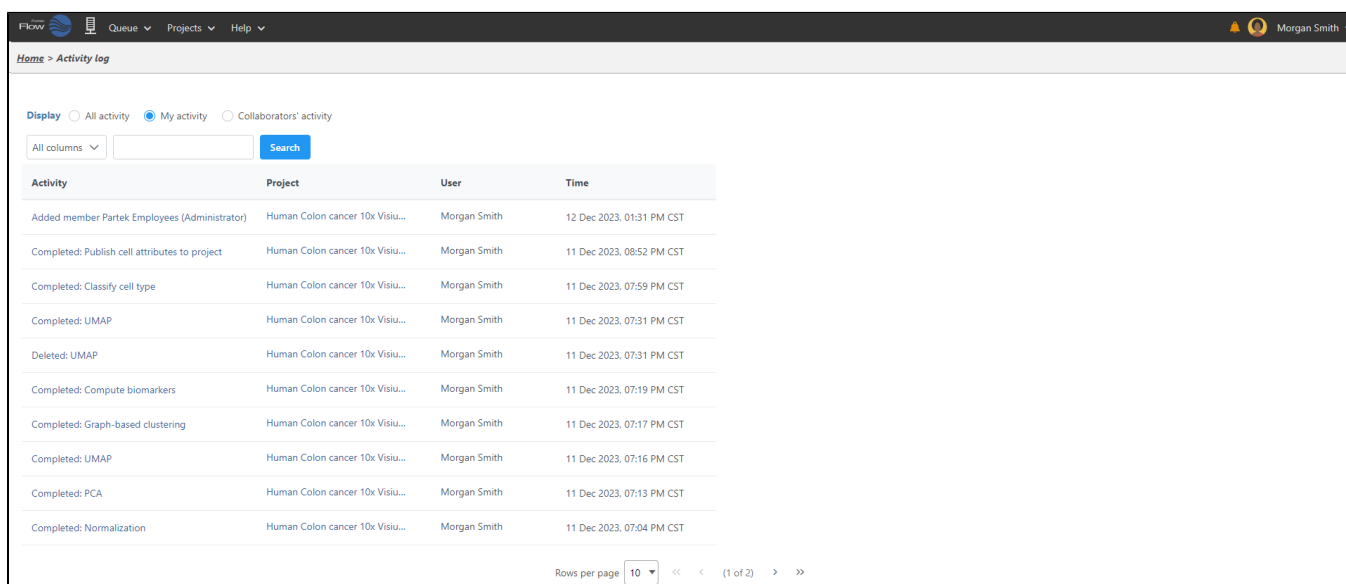 Flow Queue Projects Help Morgan Smith
Home > Activity log
Display All activity My activity Collaborators' activity
All columns Search
Activity Project User Time
Added member Partek Employees (Administrator) Human Colon cancer 10x Visiu... Morgan Smith 12 Dec 2023, 01:31 PM CST
Completed: Publish cell attributes to project Human Colon cancer 10x Visiu... Morgan Smith 11 Dec 2023, 08:52 PM CST
Completed: Classify cell type Human Colon cancer 10x Visiu... Morgan Smith 11 Dec 2023, 07:59 PM CST
Completed: UMAP Human Colon cancer 10x Visiu... Morgan Smith 11 Dec 2023, 07:31 PM CST
Deleted: UMAP Human Colon cancer 10x Visiu... Morgan Smith 11 Dec 2023, 07:31 PM CST
Completed: Compute biomarkers Human Colon cancer 10x Visiu... Morgan Smith 11 Dec 2023, 07:19 PM CST
Completed: Graph-based clustering Human Colon cancer 10x Visiu... Morgan Smith 11 Dec 2023, 07:17 PM CST
Completed: UMAP Human Colon cancer 10x Visiu... Morgan Smith 11 Dec 2023, 07:16 PM CST
Completed: PCA Human Colon cancer 10x Visiu... Morgan Smith 11 Dec 2023, 07:13 PM CST
Completed: Normalization Human Colon cancer 10x Visiu... Morgan Smith 11 Dec 2023, 07:04 PM CST
Rows per page 10 << < (1 of 2) > >>